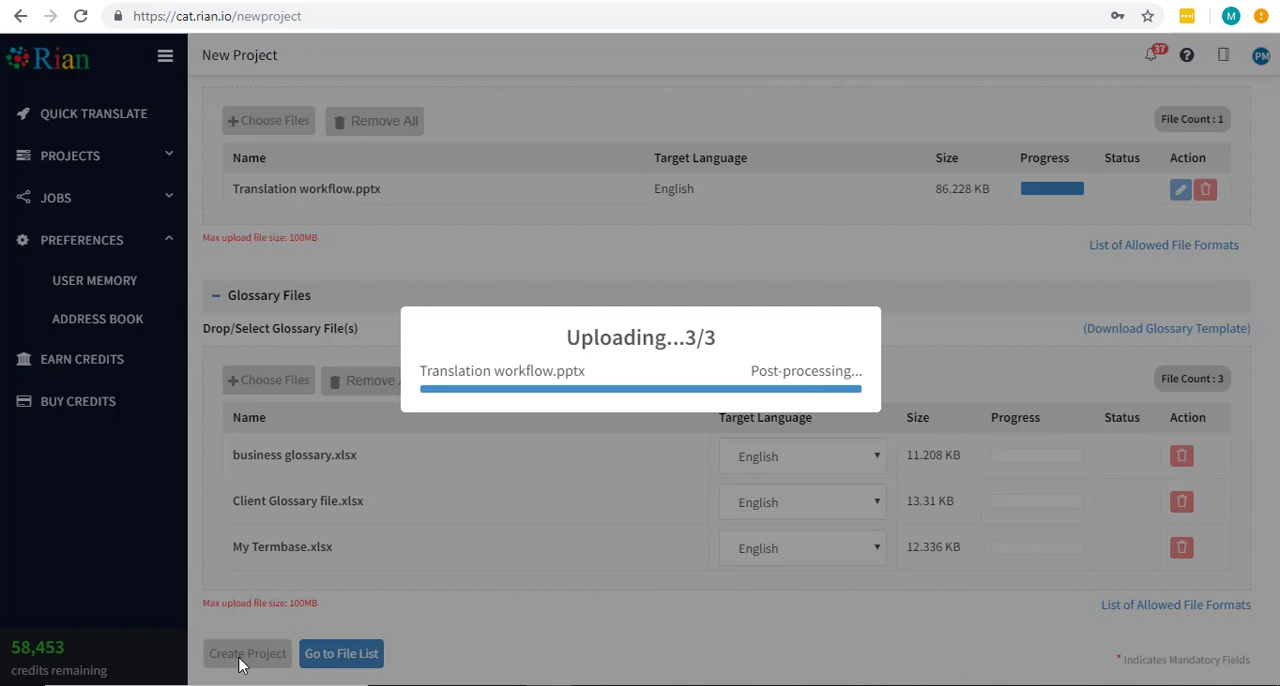 https://cat.rian.io/newproject
M
Rian
New Project
37
PM
QUICK TRANSLATE
PROJECTS
JOBS
PREFERENCES
USER MEMORY
ADDRESS BOOK
EARN CREDITS
BUY CREDITS
58,453
credits remaining
Choose Files
Remove All
File Count : 1
Name Target Language Size Progress Status Action
Translation workflow.pptx English 86.228 KB
Max upload file size: 100MB
List of Allowed File Formats
Glossary Files
Drop/Select Glossary File(s)
(Download Glossary Template)
Uploading...3/3
Translation workflow.pptx Post-processing...
Choose Files
Remove
File Count : 3
Name Target Language Size Progress Status Action
business glossary.xlsx English 11.208 KB
Client Glossary file.xlsx English 13.31 KB
My Termbase.xlsx English 12.336 KB
Max upload file size: 100MB
List of Allowed File Formats
Create Project
Go to File List
* Indicates Mandatory Fields